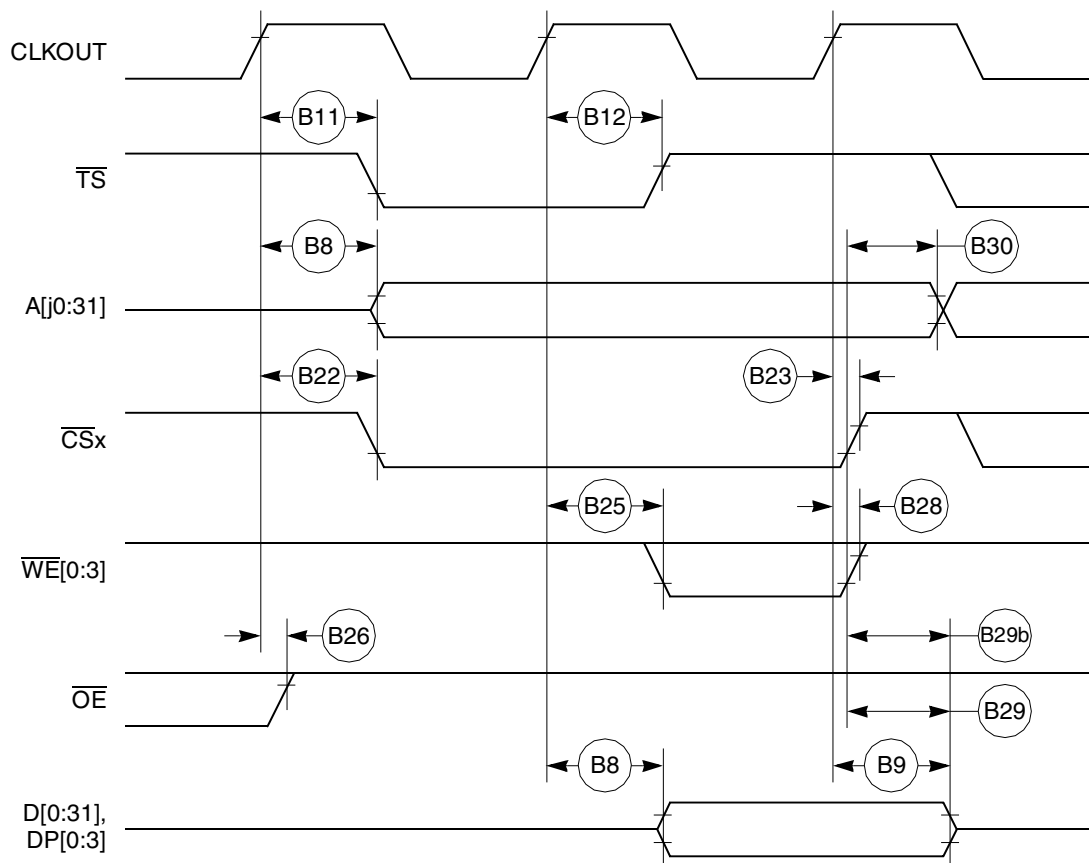 CLKOUT
B11
B12
TS
B8
B30
A[j0:31]
B22
B23
CSx
B25
B28
WE[0:3]
B26
B29b
OE
B29
B8
B9
D[0:31],
DP[0:3]